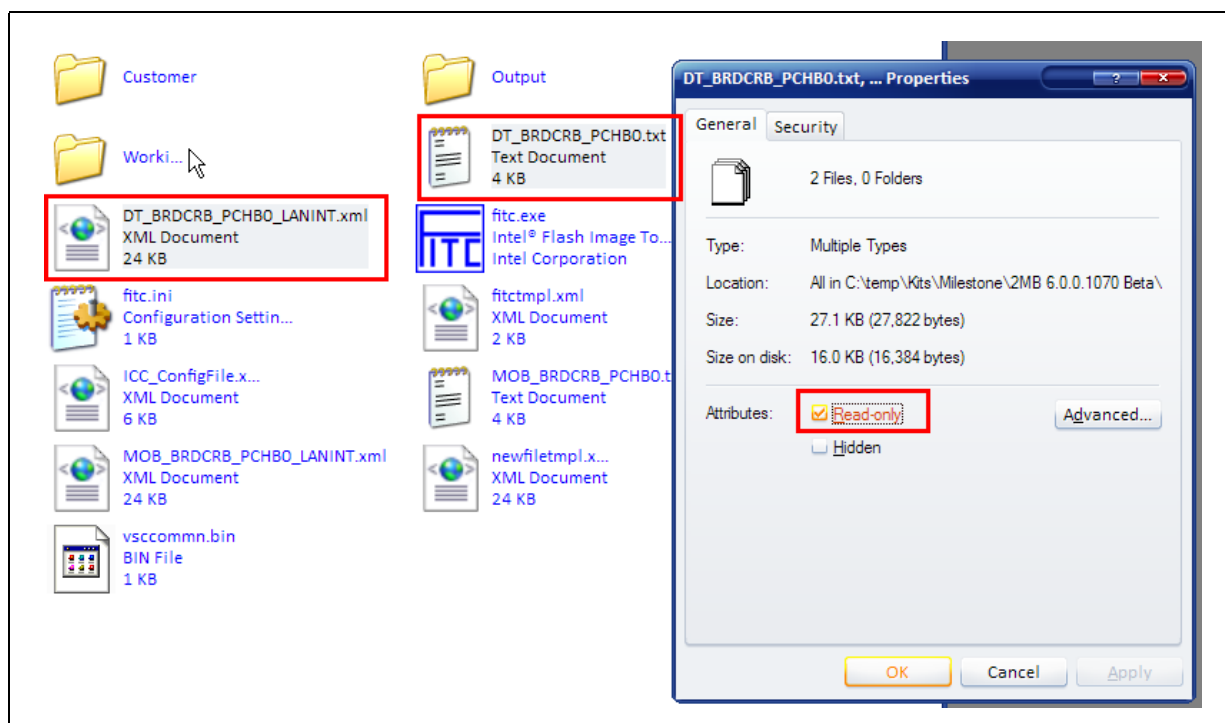 Customer
Output
Worki...
DT_BRDCRB_PCHB0.txt
Text Document
4 KB
DT_BRDCRB_PCHB0_LANINT.xml
XML Document
24 KB
FITC
fitc.exe
Intel® Flash Image To...
Intel Corporation
fitc.ini
Configuration Settin...
1 KB
fitctmpl.xml
XML Document
2 KB
ICC_ConfigFile.x...
XML Document
6 KB
MOB_BRDCRB_PCHB0.t
Text Document
4 KB
MOB_BRDCRB_PCHB0_LANINT.xml
XML Document
24 KB
newfiletmpl.x...
XML Document
24 KB
vsccommn.bin
BIN File
1 KB
DT_BRDCRB_PCHB0.txt, ... Properties
General Security
2 Files, 0 Folders
Type: Multiple Types
Location: All in C:\temp\Kits\Milestone\2MB 6.0.0.1070 Beta\
Size: 27.1 KB (27,822 bytes)
Size on disk: 16.0 KB (16,384 bytes)
Attributes: Read-only Advanced...
Hidden
OK Cancel Apply